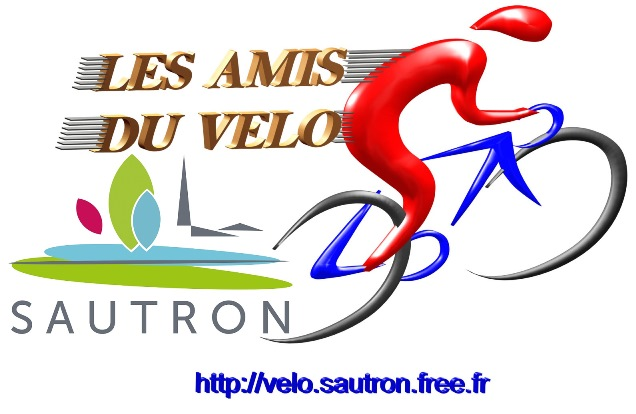 LES AMIS
DU VELO
SAUTRON
http://velo.sautron.free.fr